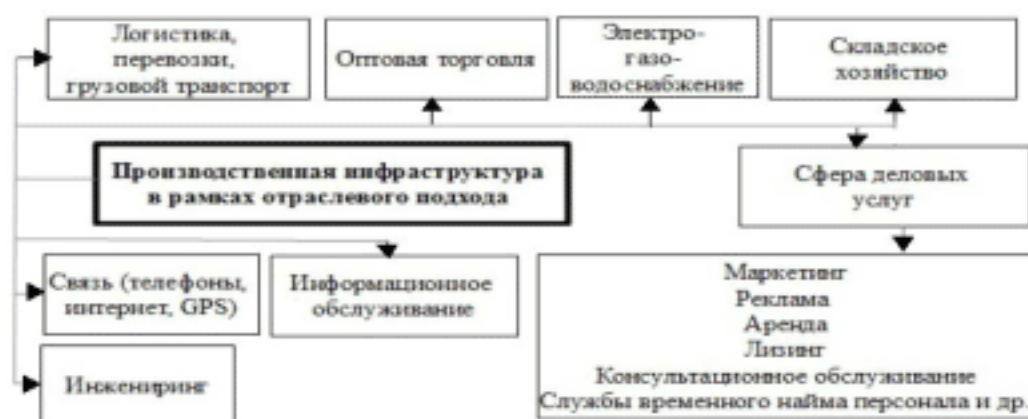 Логистика,
перевозки,
грузовой транспорт
Оптовая торговля
Электро-
газо-
водоснабжение
Складское
хозяйство
Производственная инфраструктура
в рамках отраслевого подхода
Сфера деловых
услуг
Связь (телефоны,
интернет, GPS)
Информационное
обслуживание
Маркетинг
Реклама
Аренда
Лизинг
Консультационное обслуживание
Службы временного найма персонала и др.
Инжениринг